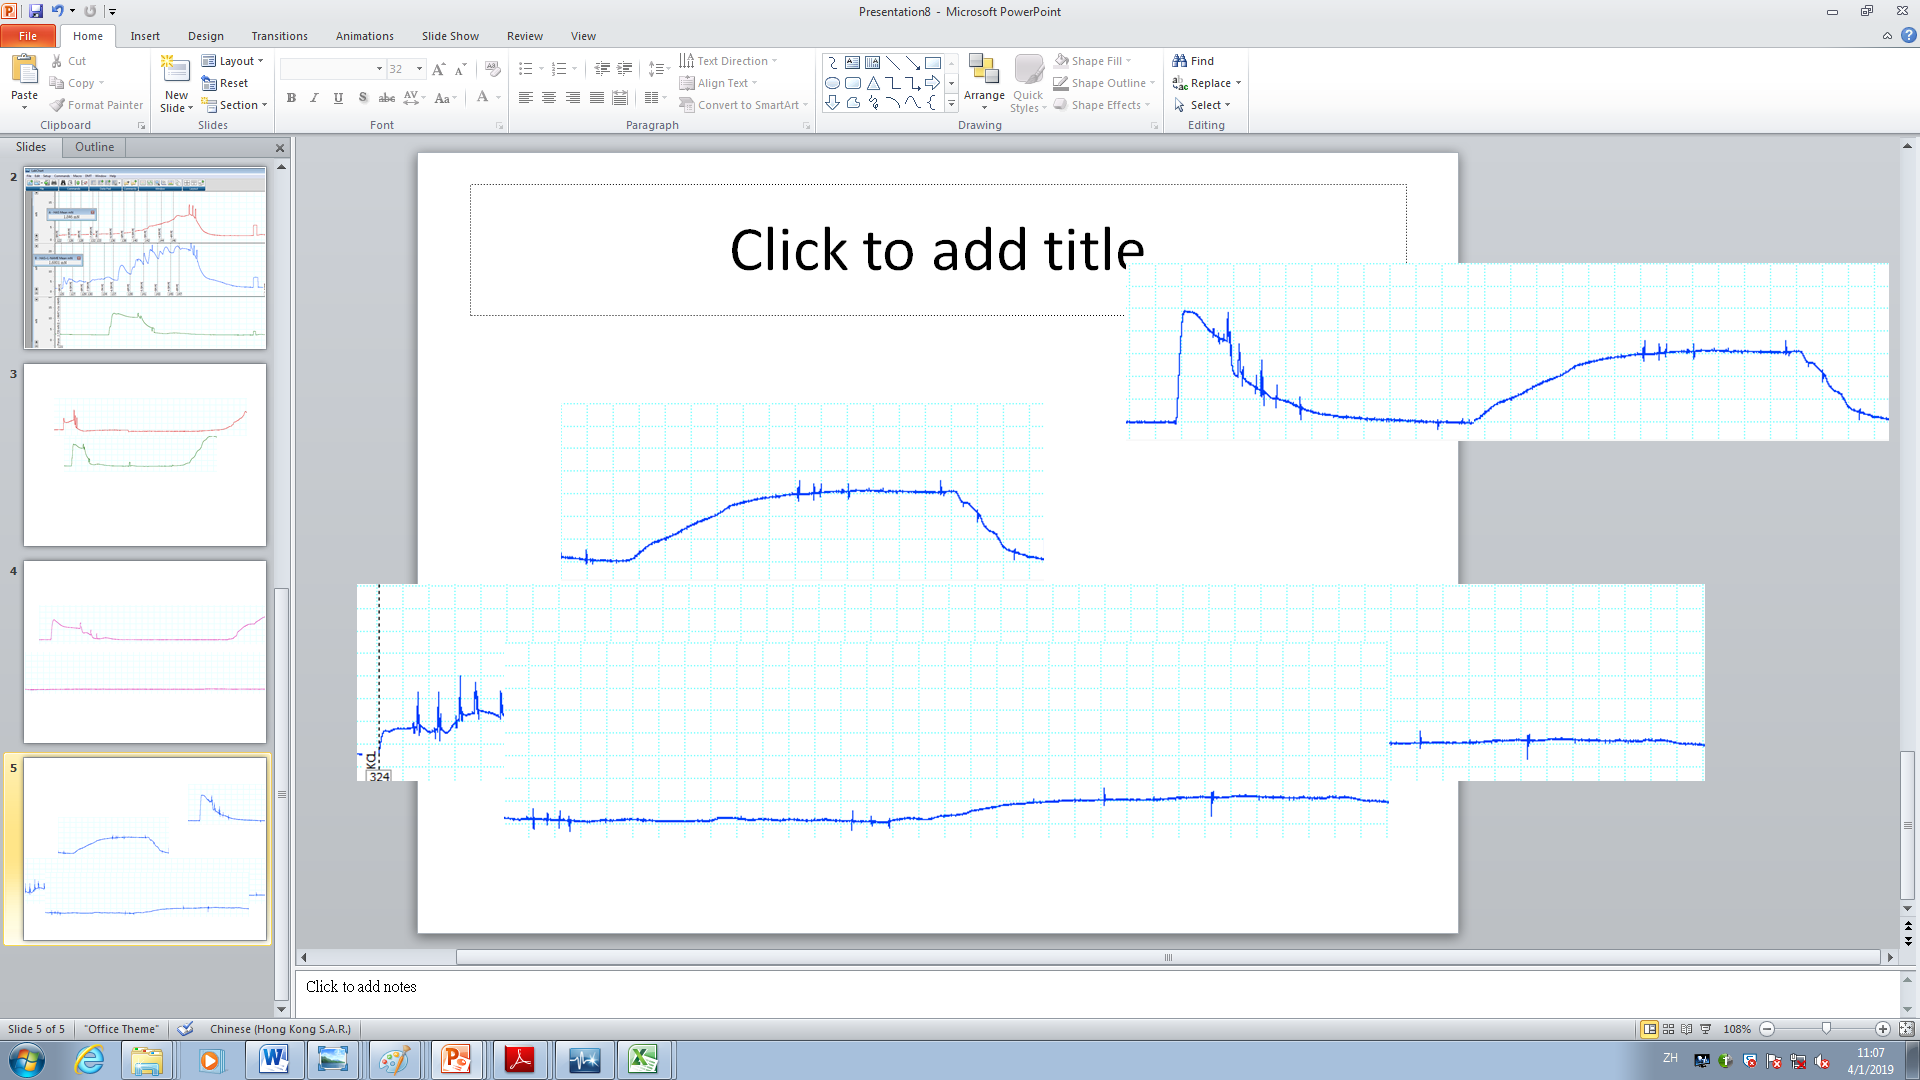 Presentation8 - Microsoft PowerPoint
File Home Insert Design Transitions Animations Slide Show Review View
Paste
Cut
Copy
Format Painter
Clipboard
New Slide
Layout
Reset
Section
Slides
32
B I U S abc AV Aa A
Font
Text Direction
Align Text
Convert to SmartArt
Paragraph
Arrange
Quick Styles
Shape Fill
Shape Outline
Shape Effects
Drawing
Find
Replace
Select
Editing
Slides Outline
2
3
4
5
Click to add title
324
Click to add notes
Slide 5 of 5 "Office Theme" Chinese (Hong Kong S.A.R.) 108%
ZH
11:07
4/1/2019